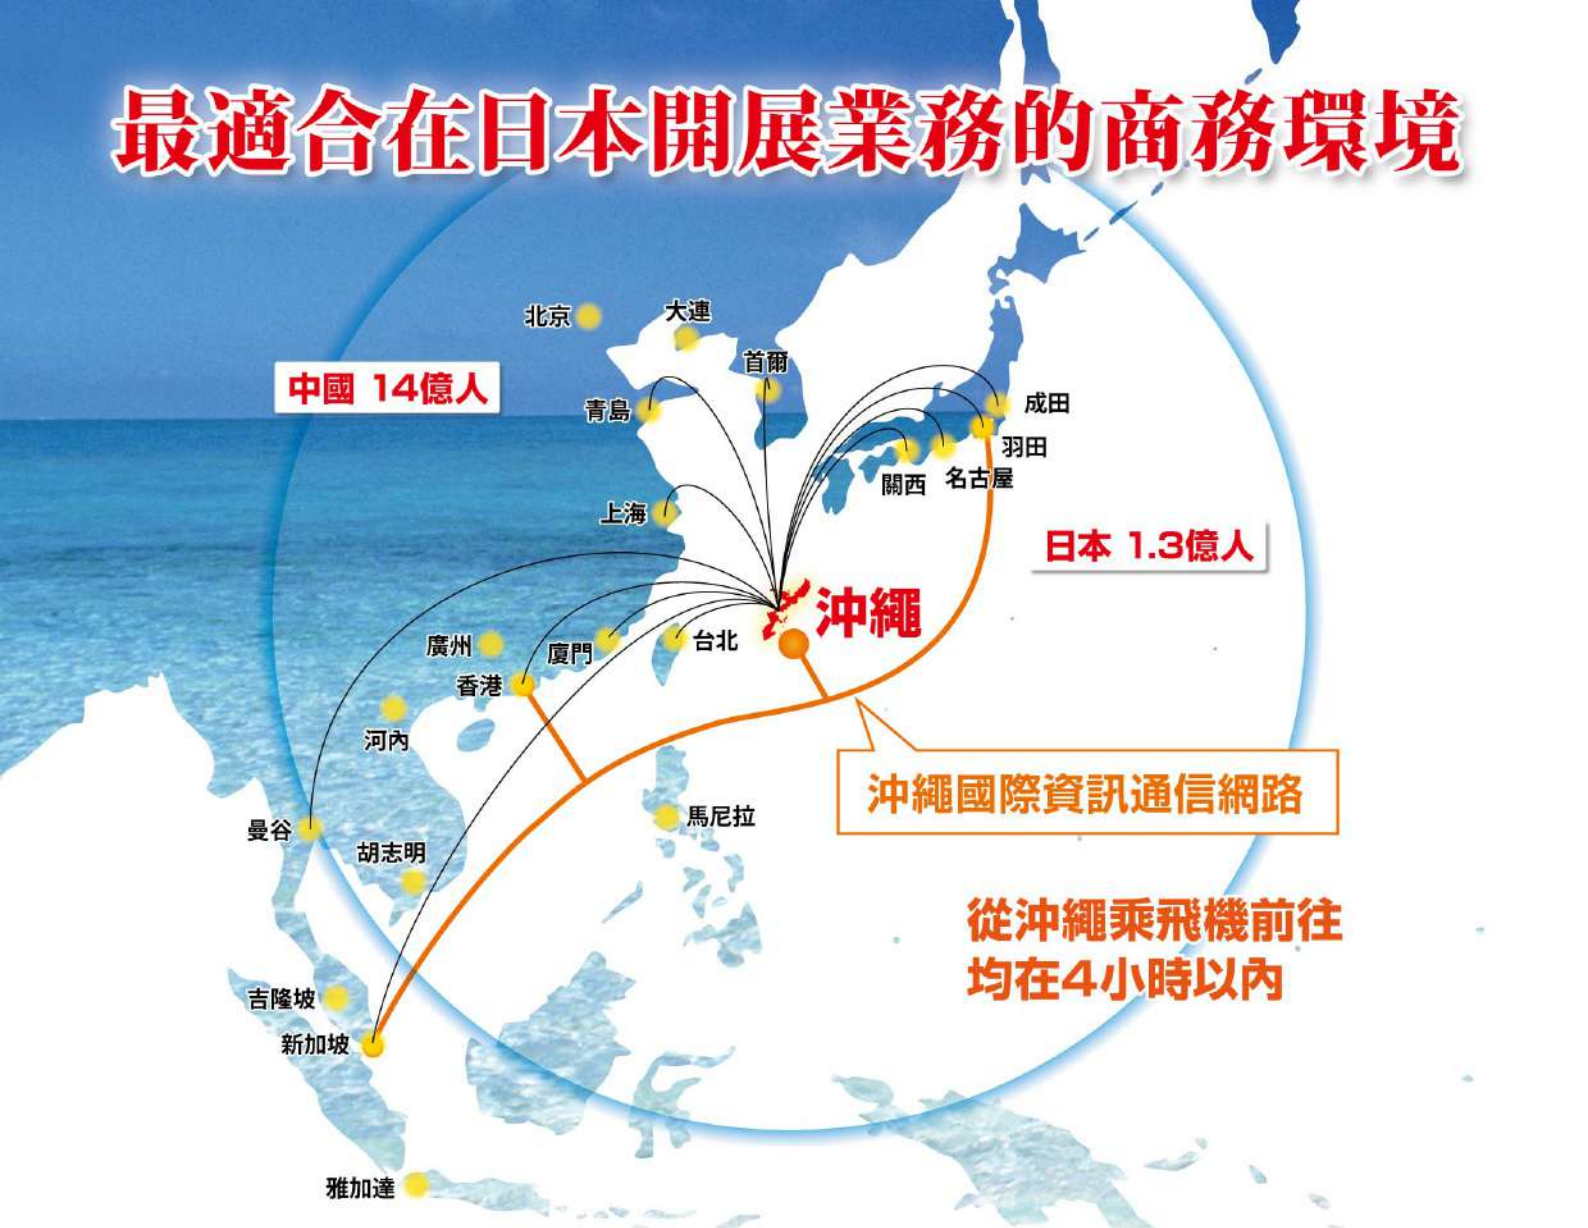 最適合在日本開展業務的商務環境
北京
大連
首爾
中國 14億人
青島
成田
羽田
名古屋
關西
上海
日本 1.3億人
沖繩
廣州
廈門
台北
香港
河內
沖繩國際資訊通信網路
曼谷
馬尼拉
胡志明
從沖繩乘飛機前往
均在4小時以內
吉隆坡
新加坡
雅加達